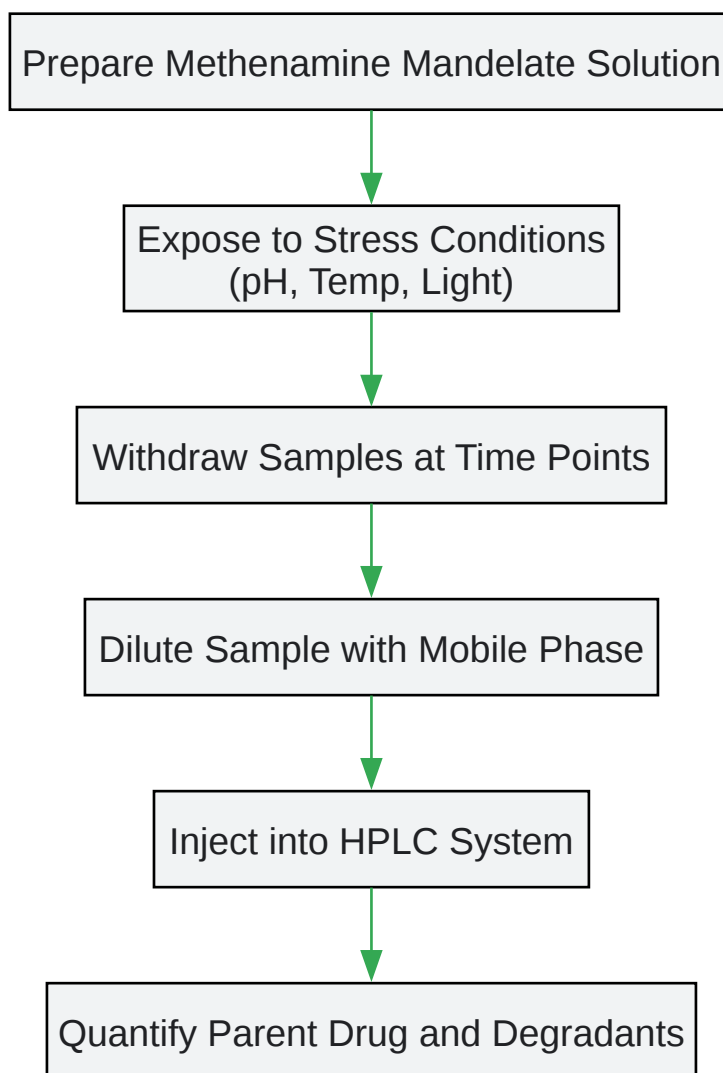 Prepare Methenamine Mandelate Solution
Expose to Stress Conditions
(pH, Temp, Light)
Withdraw Samples at Time Points
Dilute Sample with Mobile Phase
Inject into HPLC System
Quantify Parent Drug and Degradants